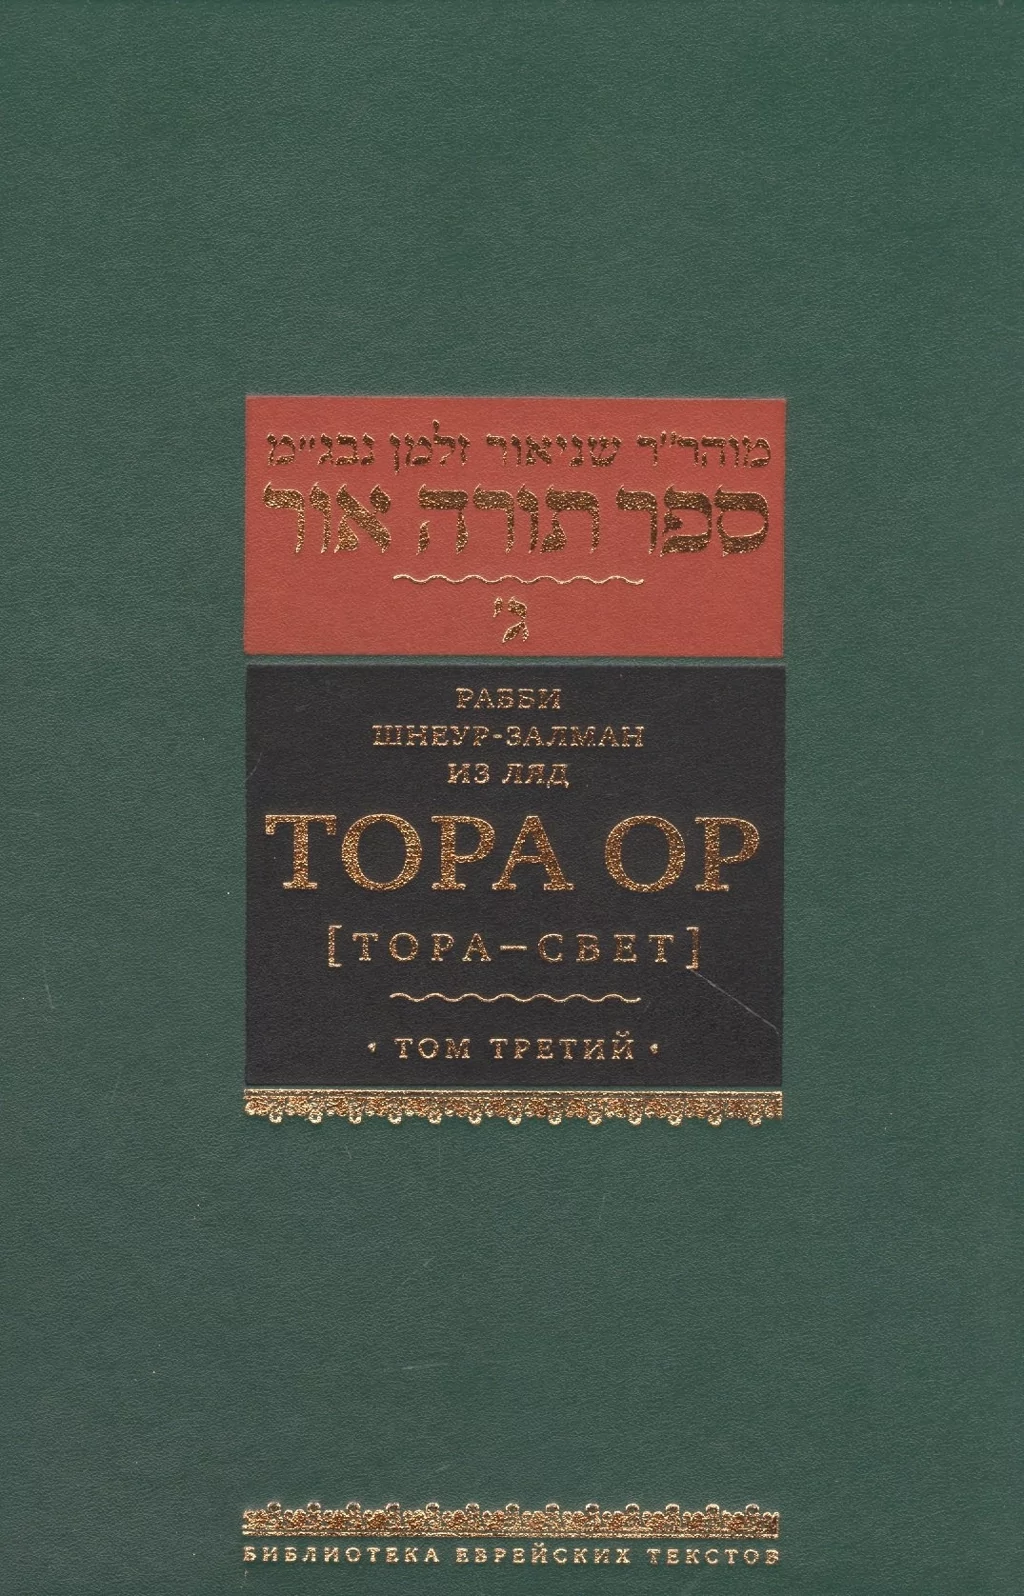 מוהר״ר שניאור זלמן נבג״מ
ספר תורה אור
ג׳
РАББИ
ШНЕУР-ЗАЛМАН
ИЗ ЛЯД
ТОРА ОР
[ТОРА—СВЕТ]
· ТОМ ТРЕТИЙ ·
БИБЛИОТЕКА ЕВРЕЙСКИХ ТЕКСТОВ